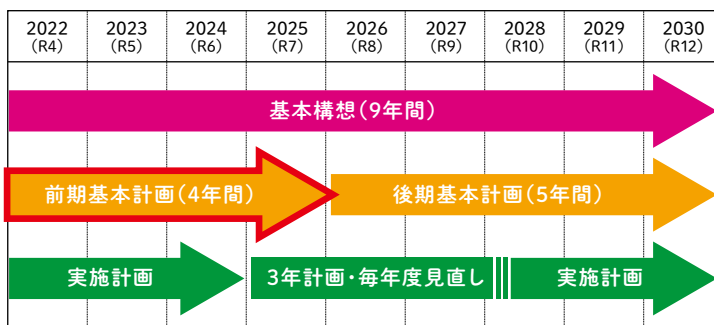 2022 2023 2024 2025 2026 2027 2028 2029 2030
(R4) (R5) (R6) (R7) (R8) (R9) (R10) (R11) (R12)
基本構想(9年間)
前期基本計画(4年間) 後期基本計画(5年間)
実施計画 3年計画・毎年度見直し 実施計画